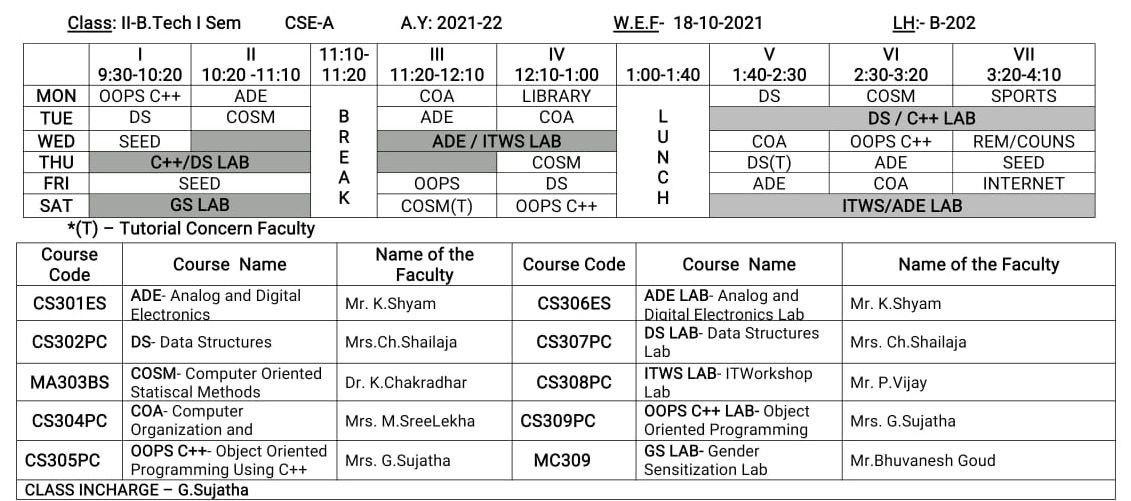 Class: II-B.Tech I Sem CSE-A A.Y: 2021-22 W.E.F- 18-10-2021 LH:- B-202
I II 11:10- III IV V VI VII
9:30-10:20 10:20 -11:10 11:20 11:20-12:10 12:10-1:00 1:00-1:40 1:40-2:30 2:30-3:20 3:20-4:10
MON OOPS C++ ADE COA LIBRARY DS COSM SPORTS
TUE DS COSM B ADE COA L DS / C++ LAB
WED SEED R ADE / ITWS LAB U COA OOPS C++ REM/COUNS
THU C++/DS LAB E COSM N DS(T) ADE SEED
FRI SEED A OOPS DS C ADE COA INTERNET
SAT GS LAB K COSM(T) OOPS C++ H ITWS/ADE LAB
*(T) – Tutorial Concern Faculty
Course Code Course Name Name of the Faculty Course Code Course Name Name of the Faculty
CS301ES ADE- Analog and Digital Electronics Mr. K.Shyam CS306ES ADE LAB- Analog and Digital Electronics Lab Mr. K.Shyam
CS302PC DS- Data Structures Mrs.Ch.Shailaja CS307PC DS LAB- Data Structures Lab Mrs. Ch.Shailaja
MA303BS COSM- Computer Oriented Statiscal Methods Dr. K.Chakradhar CS308PC ITWS LAB- ITWorkshop Lab Mr. P.Vijay
CS304PC COA- Computer Organization and Mrs. M.SreeLekha CS309PC OOPS C++ LAB- Object Oriented Programming Mrs. G.Sujatha
CS305PC OOPS C++- Object Oriented Programming Using C++ Mrs. G.Sujatha MC309 GS LAB- Gender Sensitization Lab Mr.Bhuvanesh Goud
CLASS INCHARGE – G.Sujatha